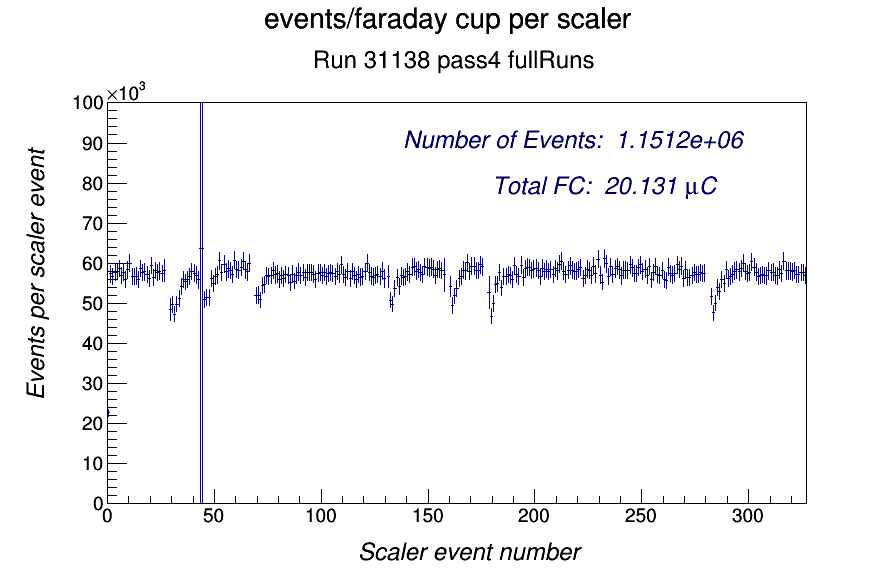 events/faraday cup per scaler
Run 31138 pass4 fullRuns
×10³
100
90
80
70
60
50
40
30
20
10
0
Events per scaler event
Number of Events: 1.1512e+06
Total FC: 20.131 μC
0 50 100 150 200 250 300
Scaler event number